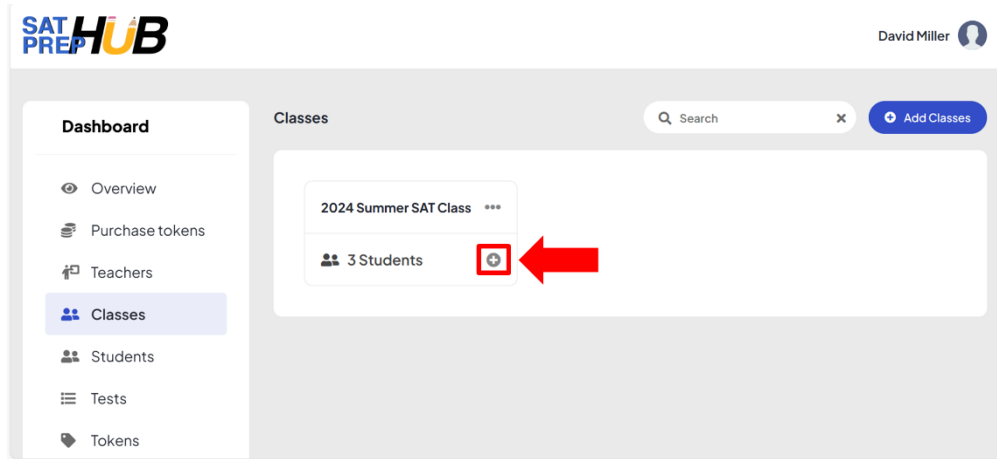 SAT
PREP HUB
David Miller
Dashboard
Overview
Purchase tokens
Teachers
Classes
Students
Tests
Tokens
Classes
Search
Add Classes
2024 Summer SAT Class
3 Students